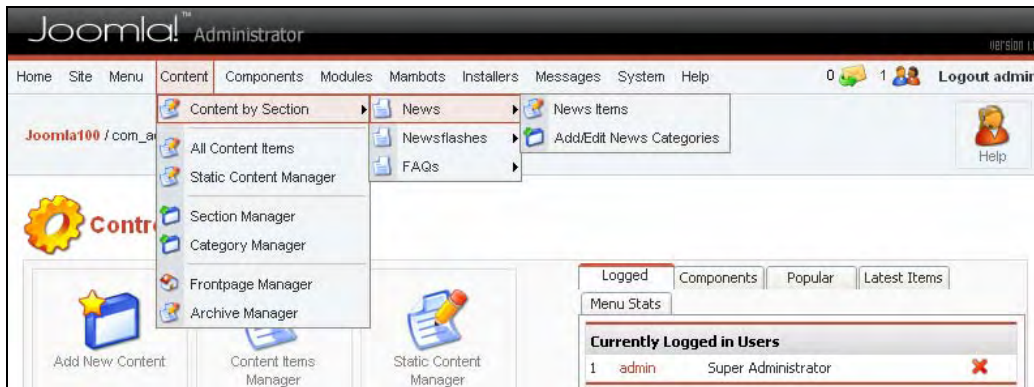 Joomla!™ Administrator
version 1.
Home Site Menu Content Components Modules Mambots Installers Messages System Help 0 1 Logout admin
Content by Section News News Items
Joomla100 / com_a Newsflashes Add/Edit News Categories
All Content Items FAQs Help
Static Content Manager
Contr Section Manager
Category Manager
Logged Components Popular Latest Items
Frontpage Manager
Menu Stats
Archive Manager
Currently Logged in Users
Add New Content Content Items Static Content 1 admin Super Administrator
Manager Manager